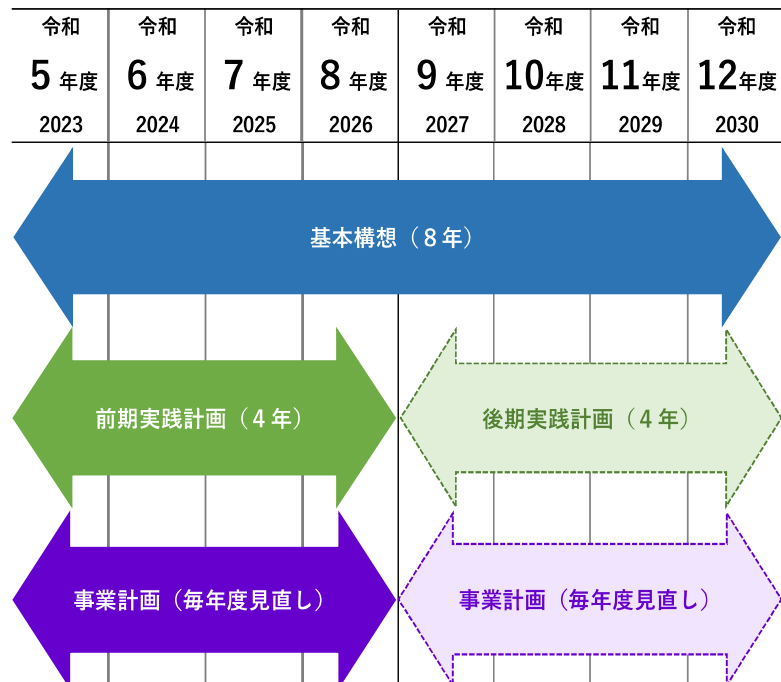 令和 令和 令和 令和 令和 令和 令和 令和
5 年度 6 年度 7 年度 8 年度 9 年度 10年度 11年度 12年度
2023 2024 2025 2026 2027 2028 2029 2030
基本構想（８年）
前期実践計画（４年） 後期実践計画（４年）
事業計画（毎年度見直し） 事業計画（毎年度見直し）